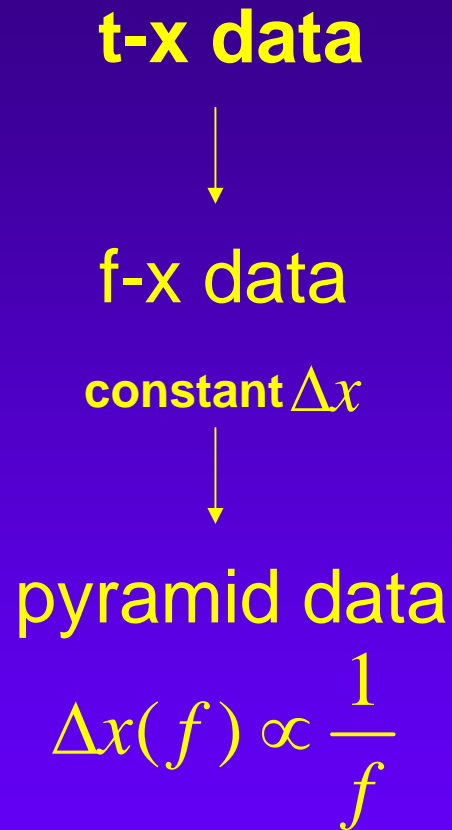 t-x data
f-x data
constant Δx
pyramid data
Δx(f) ∝ 1/f